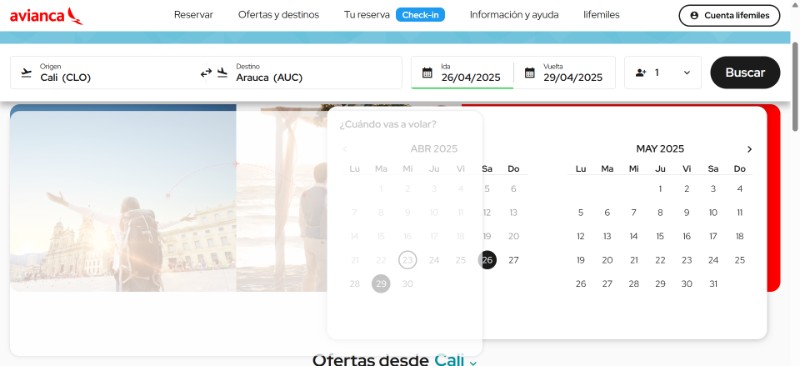 avianca
Reservar Ofertas y destinos Tu reserva Check-in Información y ayuda lifemiles Cuenta lifemiles
Origen Destino Ida Vuelta
Cali (CLO) Arauca (AUC) 26/04/2025 29/04/2025 1 Buscar
¿Cuándo vas a volar?
ABR 2025 MAY 2025
Lu Ma Mi Ju Vi Sa Do Lu Ma Mi Ju Vi Sa Do
1 2 3 4 5 6 1 2 3 4
7 8 9 10 11 12 13 5 6 7 8 9 10 11
14 15 16 17 18 19 20 12 13 14 15 16 17 18
21 22 23 24 25 26 27 19 20 21 22 23 24 25
28 29 30 26 27 28 29 30 31
Ofertas desde Cali